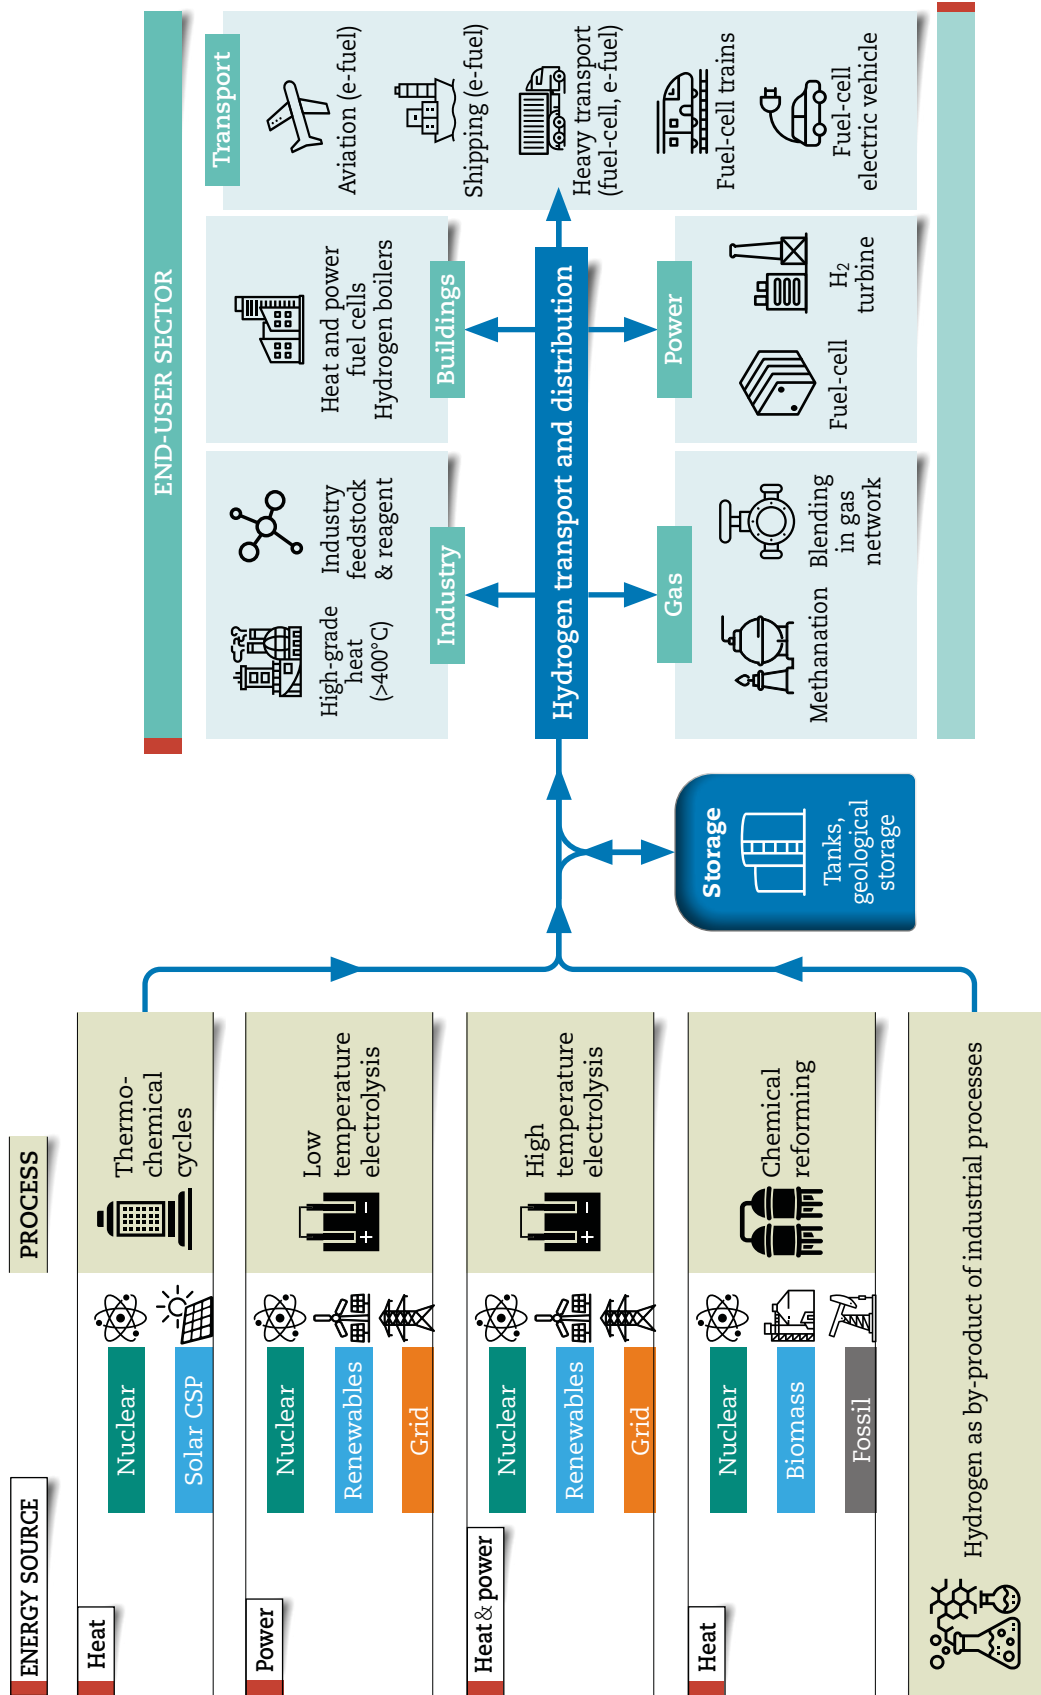 ENERGY SOURCE
PROCESS
Heat
Nuclear
Solar CSP
Thermo-
chemical
cycles
Power
Nuclear
Renewables
Grid
Low
temperature
electrolysis
Heat & power
Nuclear
Renewables
Grid
High
temperature
electrolysis
Heat
Nuclear
Biomass
Fossil
Chemical
reforming
Hydrogen as by-product of industrial processes
Storage
Tanks,
geological
storage
END-USER SECTOR
High-grade
heat
(>400°C)
Industry
feedstock
& reagent
Industry
Heat and power
fuel cells
Hydrogen boilers
Buildings
Hydrogen transport and distribution
Gas
Methanation
Blending
in gas
network
Power
Fuel-cell
H2
turbine
Transport
Aviation (e-fuel)
Shipping (e-fuel)
Heavy transport
(fuel-cell, e-fuel)
Fuel-cell trains
Fuel-cell
electric vehicle